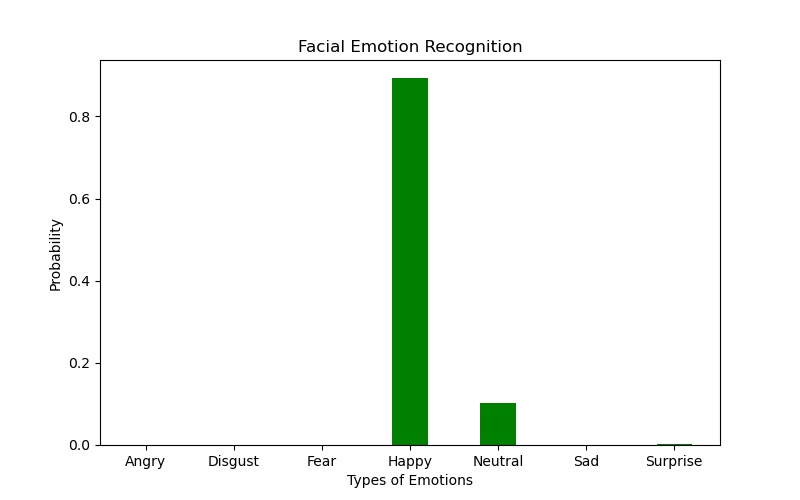 Facial Emotion Recognition
0.8
0.6
0.4
0.2
0.0
Probability
Angry Disgust Fear Happy Neutral Sad Surprise
Types of Emotions